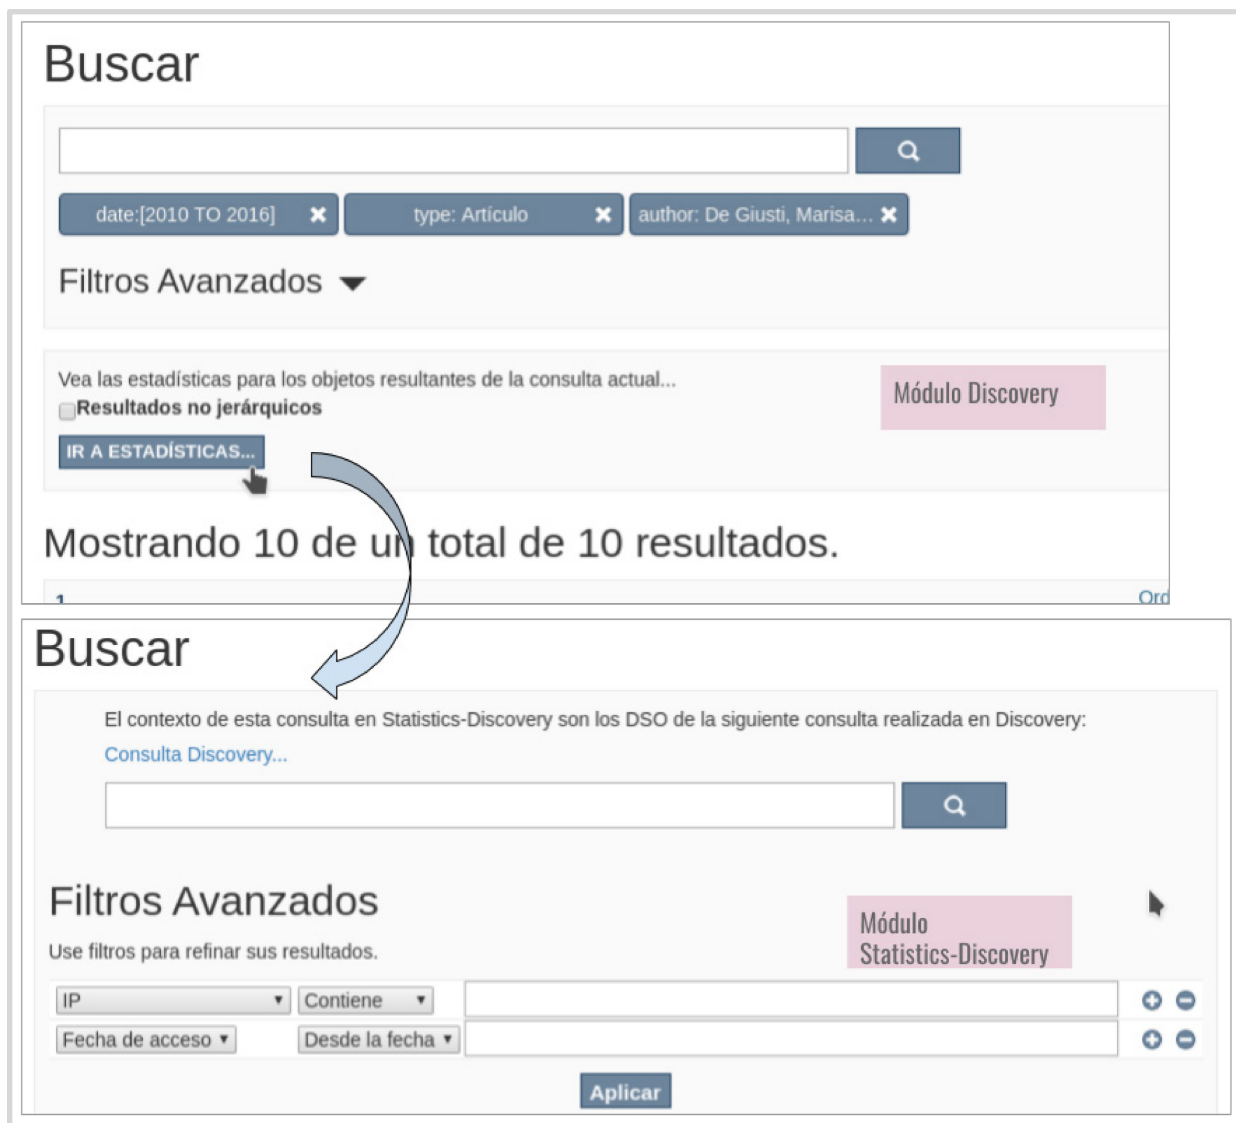 Buscar
date:[2010 TO 2016]
type: Artículo
author: De Giusti, Marisa...
Filtros Avanzados
Vea las estadísticas para los objetos resultantes de la consulta actual...
Resultados no jerárquicos
Módulo Discovery
IR A ESTADÍSTICAS...
Mostrando 10 de un total de 10 resultados.
1
Ord
Buscar
El contexto de esta consulta en Statistics-Discovery son los DSO de la siguiente consulta realizada en Discovery:
Consulta Discovery...
Filtros Avanzados
Módulo
Statistics-Discovery
Use filtros para refinar sus resultados.
IP Contiene
Fecha de acceso Desde la fecha
Aplicar